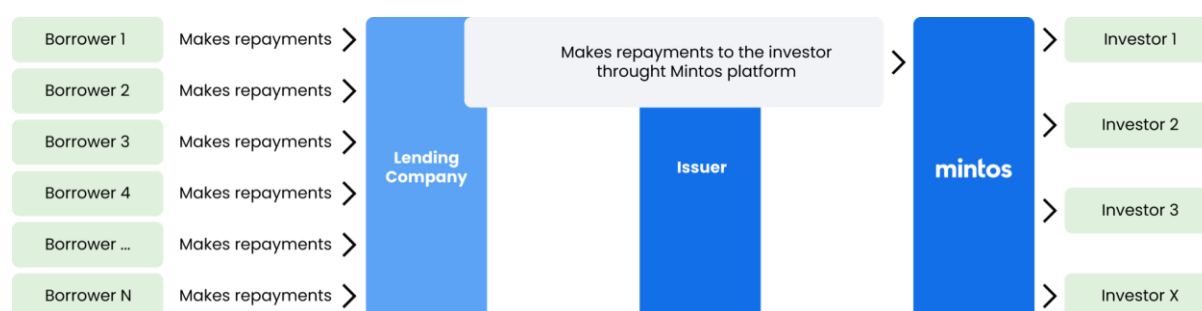 Borrower 1 Makes repayments
Makes repayments to the investor
throught Mintos platform
Investor 1
Borrower 2 Makes repayments
Investor 2
Borrower 3 Makes repayments
Lending
Company
Issuer
mintos
Borrower 4 Makes repayments
Investor 3
Borrower ... Makes repayments
Borrower N Makes repayments
Investor X